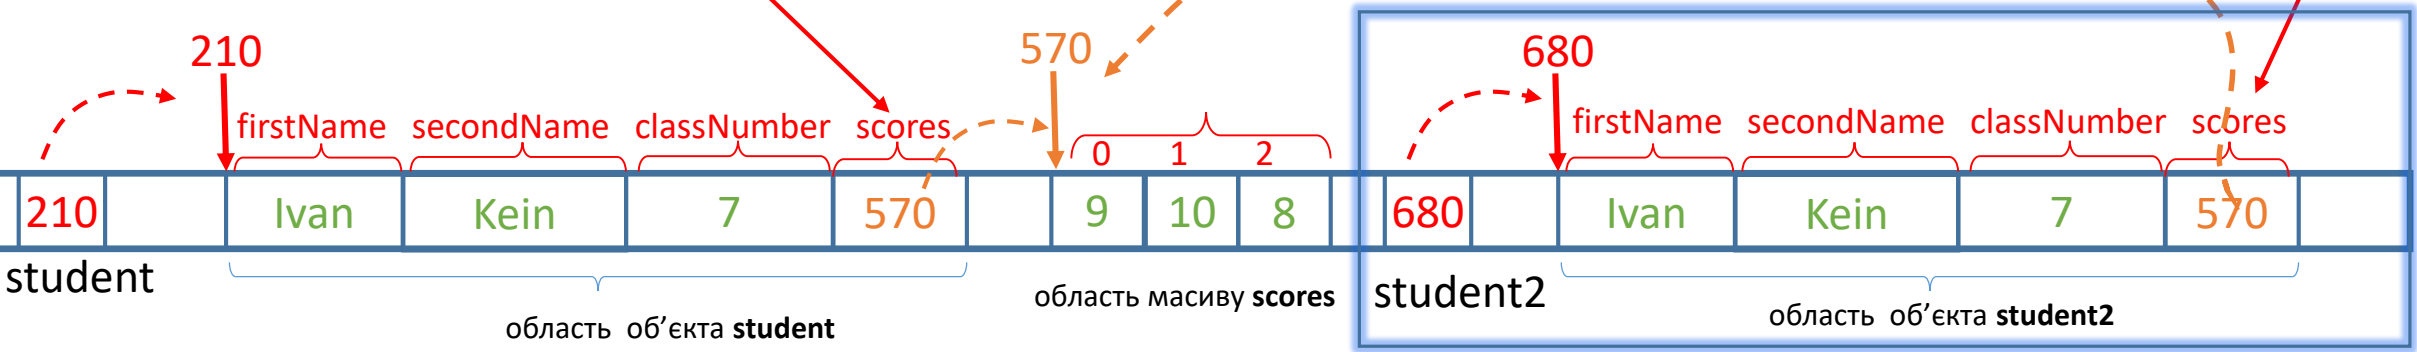 210 570 680
firstName secondName classNumber scores firstName secondName classNumber scores
0 1 2
210 Ivan Kein 7 570 9 10 8 680 Ivan Kein 7 570
student область масиву scores student2
область об’єкта student область об’єкта student2